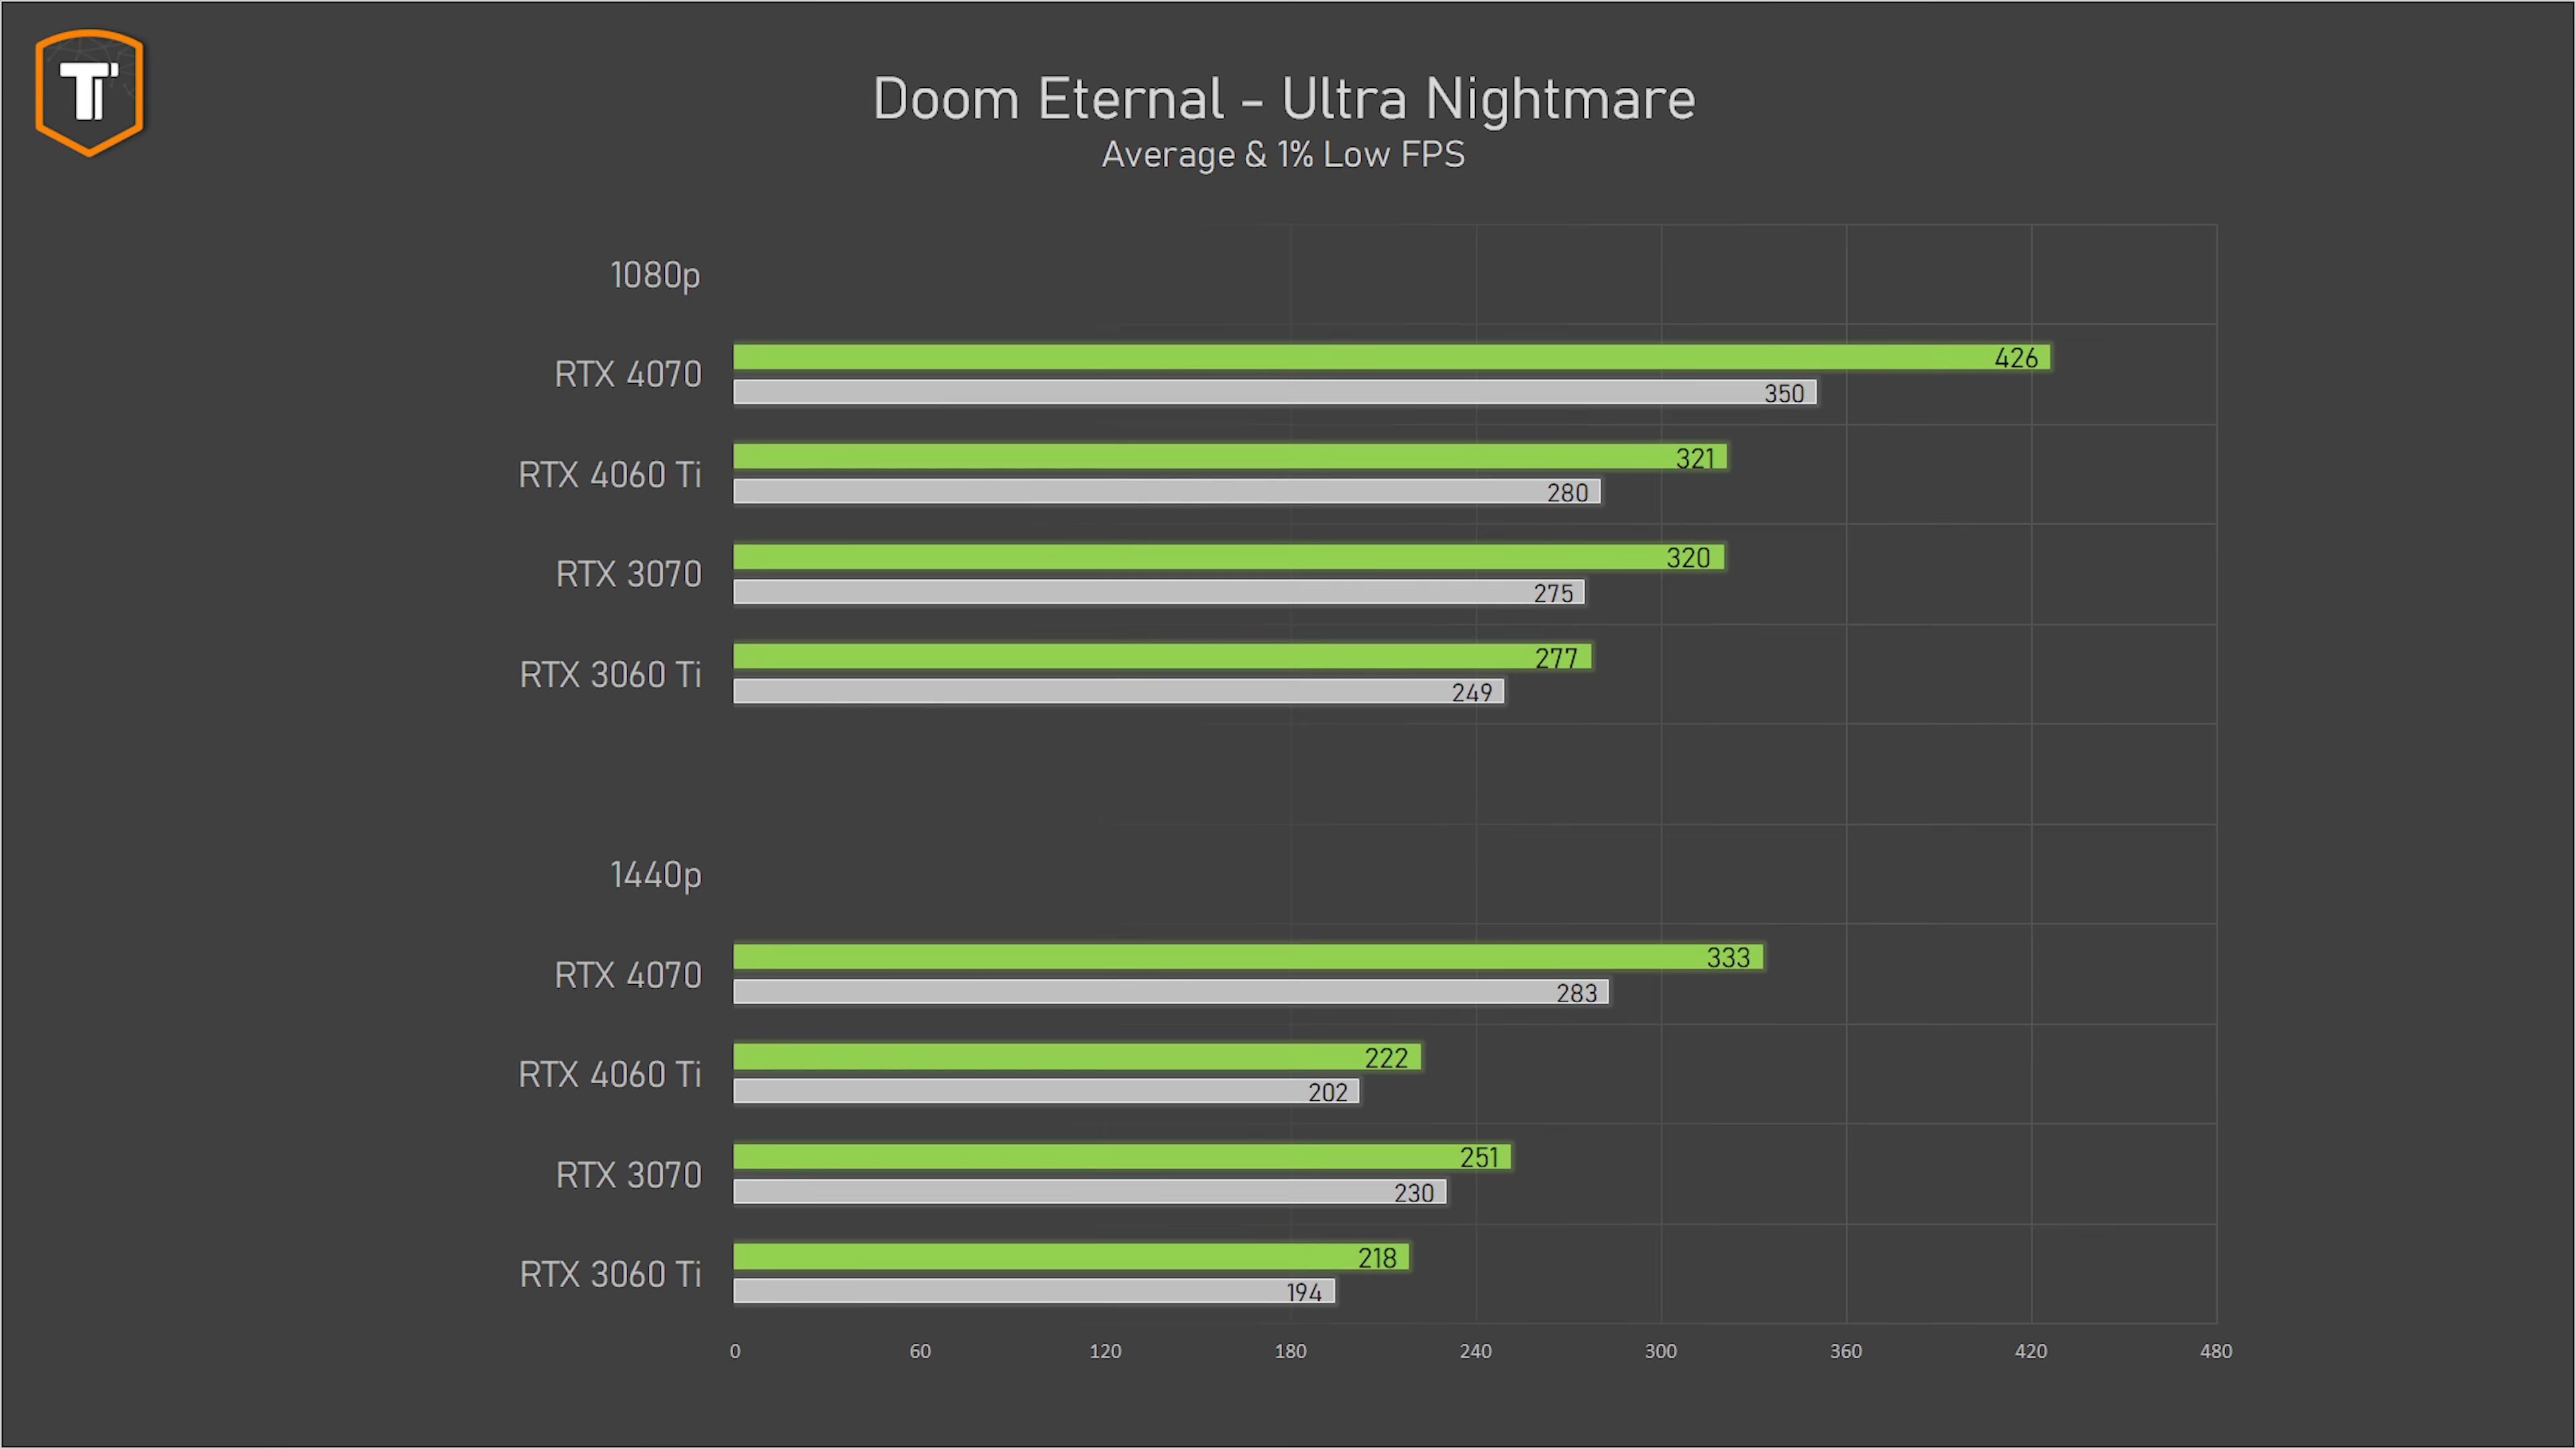 Ti
Doom Eternal - Ultra Nightmare
Average & 1% Low FPS
1080p
RTX 4070
426
350
RTX 4060 Ti
321
280
RTX 3070
320
275
RTX 3060 Ti
277
249
1440p
RTX 4070
333
283
RTX 4060 Ti
222
202
RTX 3070
251
230
RTX 3060 Ti
218
194
0 60 120 180 240 300 360 420 480